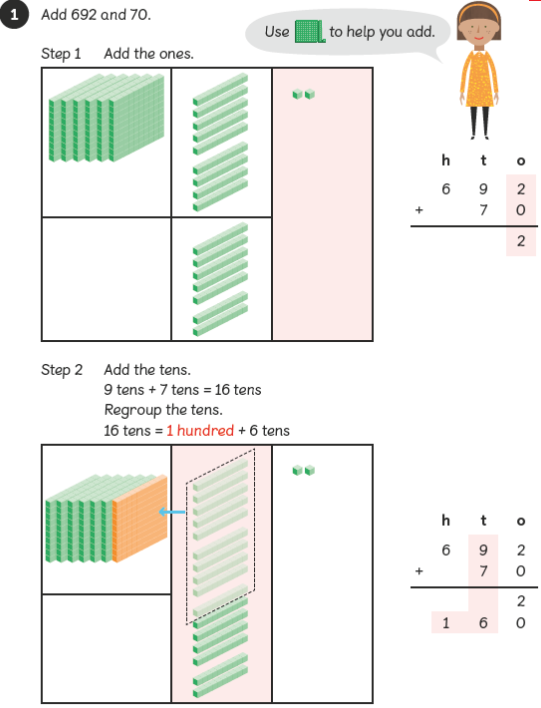 1 Add 692 and 70.
Use to help you add.
Step 1 Add the ones.
h t o
6 9 2
+ 7 0
2
Step 2 Add the tens.
9 tens + 7 tens = 16 tens
Regroup the tens.
16 tens = 1 hundred + 6 tens
h t o
6 9 2
+ 7 0
2
1 6 0